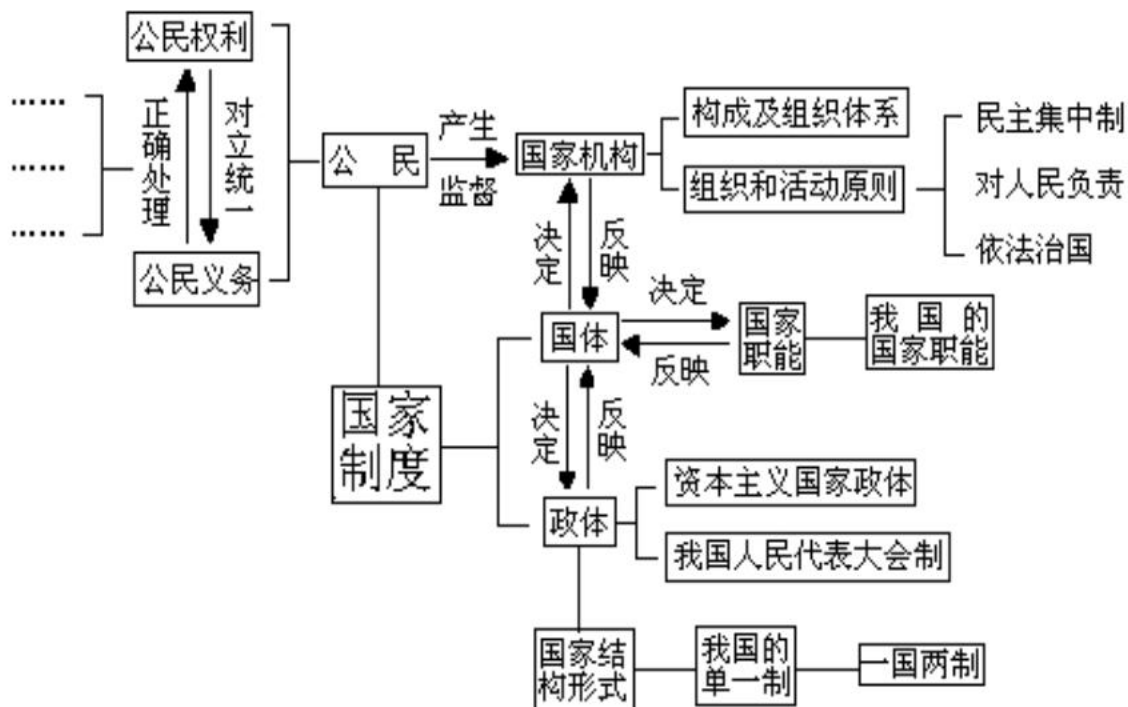 公民权利
……
……
……
正确处理
对立统一
公民义务
公 民
产生
监督
国家机构
构成及组织体系
组织和活动原则
民主集中制
对人民负责
依法治国
决定
反映
国体
决定
反映
国家
职能
我国的
国家职能
国家
制度
决定
反映
政体
资本主义国家政体
我国人民代表大会制
国家结
构形式
我国的
单一制
一国两制